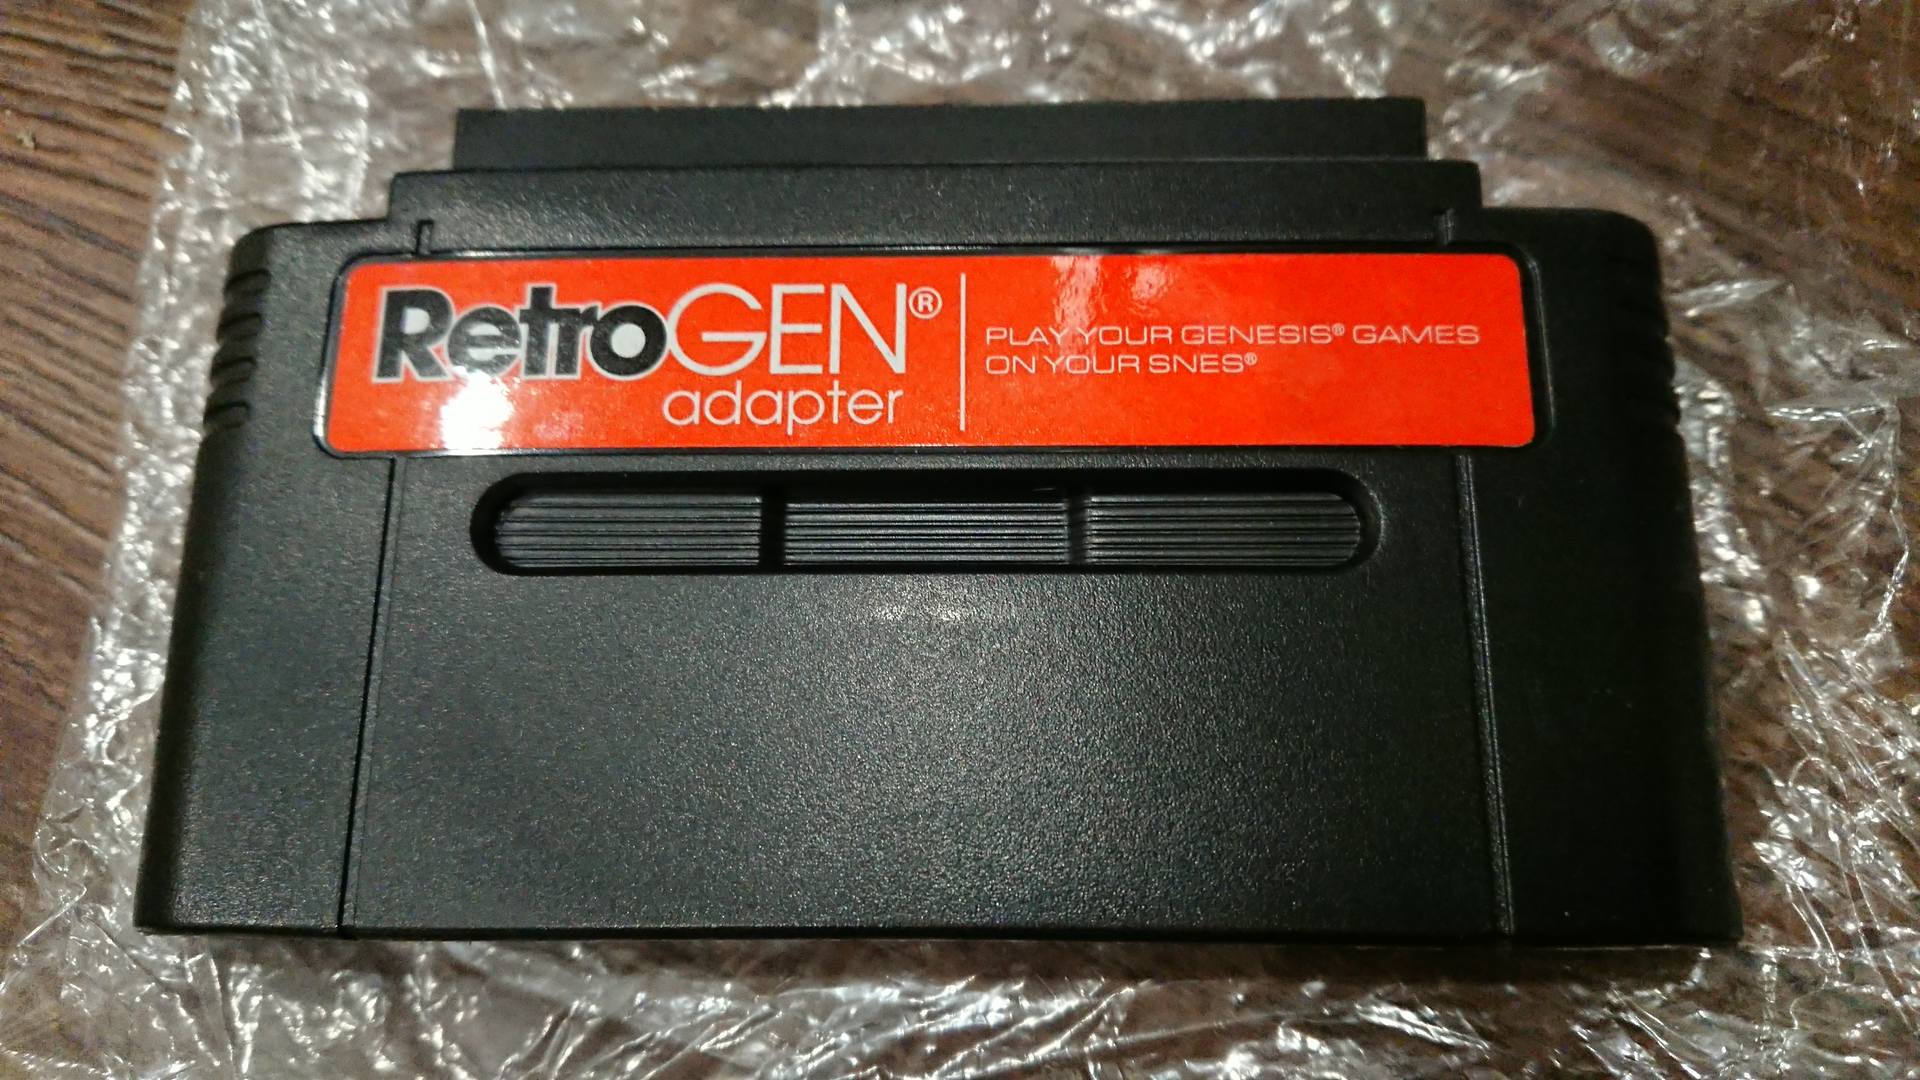 RetroGEN®
adapter
PLAY YOUR GENESIS® GAMES
ON YOUR SNES®